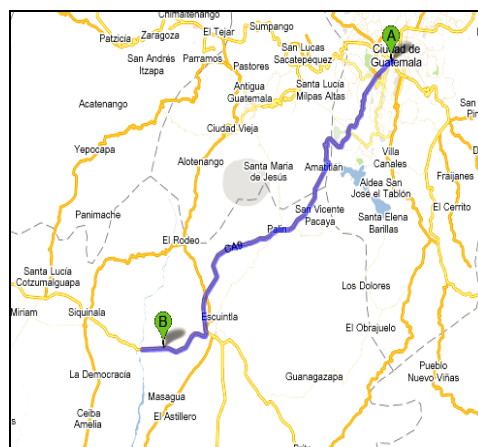 Chimaltenango
Sumpango
Patzicía
Zaragoza
El Tejar
A
San Andrés
Itzapa
Parramos
San Lucas
Sacatepéquez
Ciudad de
Guatemala
Pastores
Antigua
Guatemala
Santa Lucía
Milpas Altas
Acatenango
Ciudad Vieja
Yepocapa
Alotenango
Santa María
de Jesús
Amatitlán
Villa
Canales
Fraijanes
Aldea San
José el Tablón
El Cerrito
Panimache
San Vicente
Pacaya
Santa Elena
Barillas
Palín
El Rodeo
CA9
Santa Lucía
Cotzumalguapa
Los Dolores
Miriam
Siquinala
B
Escuintla
El Obrajuelo
La Democracia
Guanagazapa
Pueblo
Nuevo Viñas
Masagua
Ceiba
Amelia
El Astillero